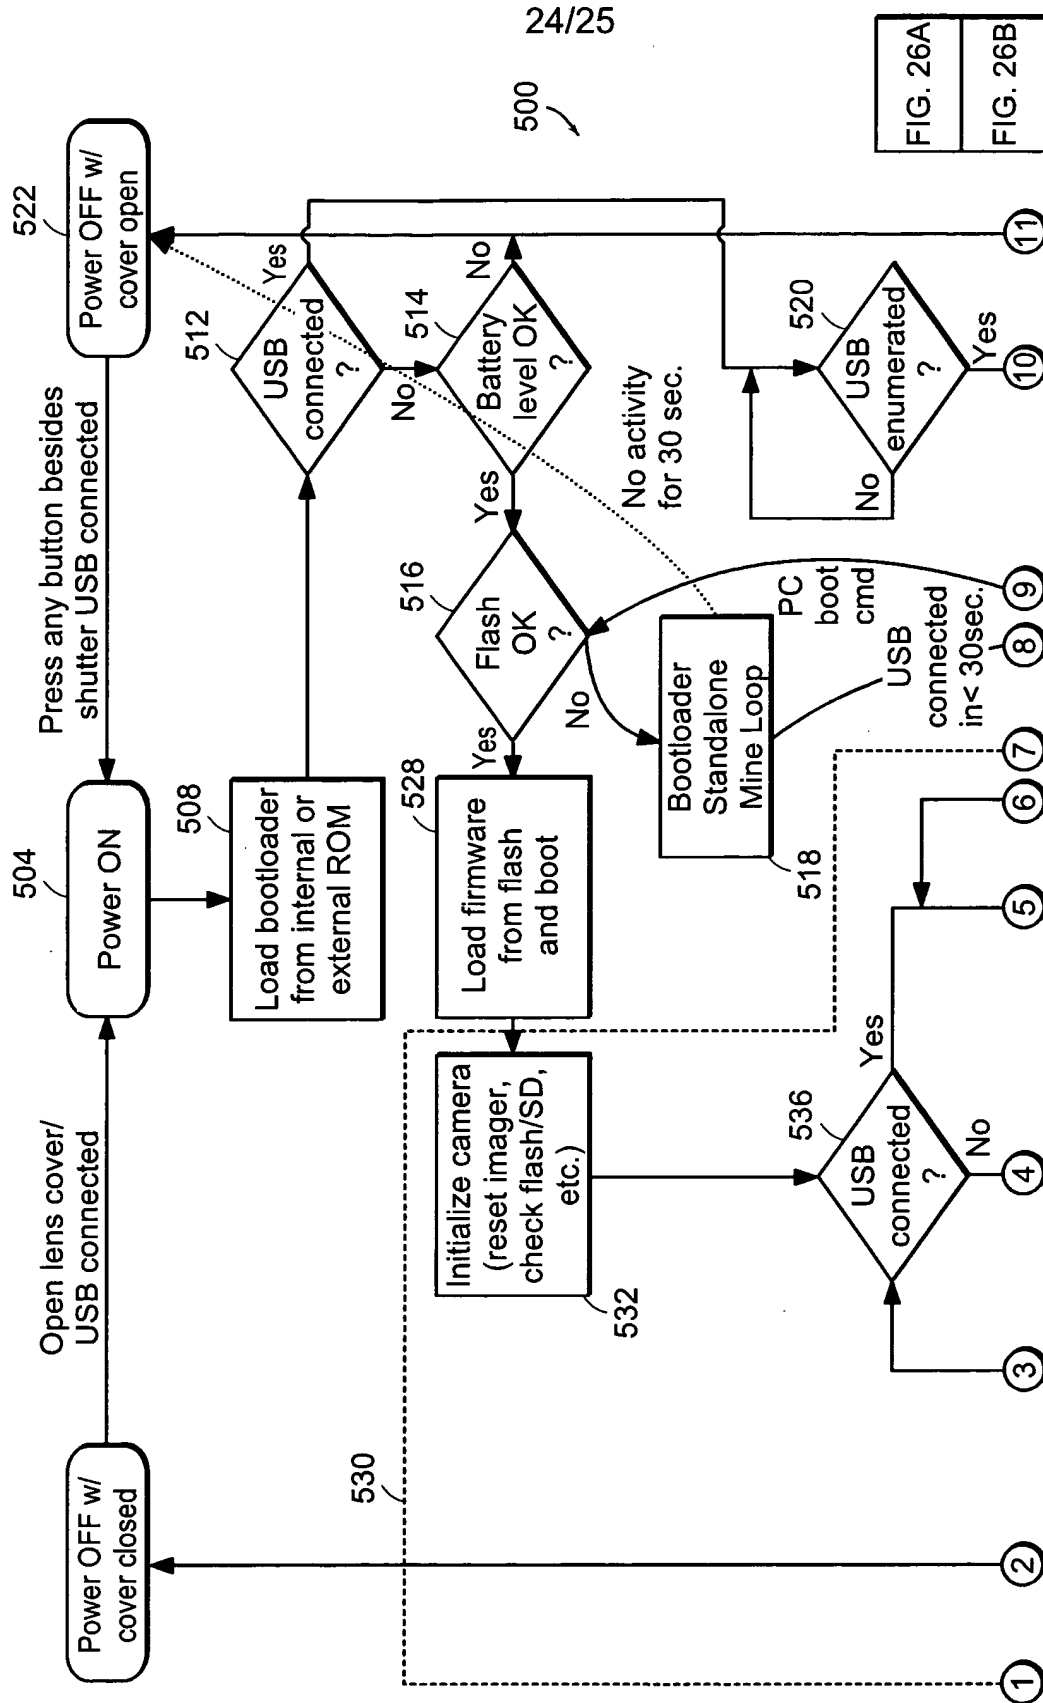 24/25
Power OFF w/
cover closed
Open lens cover/
USB connected
504
Power ON
Press any button besides
shutter USB connected
522
Power OFF w/
cover open
508
Load bootloader
from internal or
external ROM
512
USB
connected
?
Yes
No
500
530
514
Battery
level OK
?
No
Yes
516
Flash
OK
?
Yes
No
528
Load firmware
from flash
and boot
532
Initialize camera
(reset imager,
check flash/SD,
etc.)
518
Bootloader
Standalone
Mine Loop
No activity
for 30 sec.
PC
boot
cmd
USB
connected
in< 30sec.
520
USB
enumerated
?
No
Yes
536
USB
connected
?
Yes
No
1
2
3
4
5
6
7
8
9
10
11
FIG. 26A
FIG. 26B